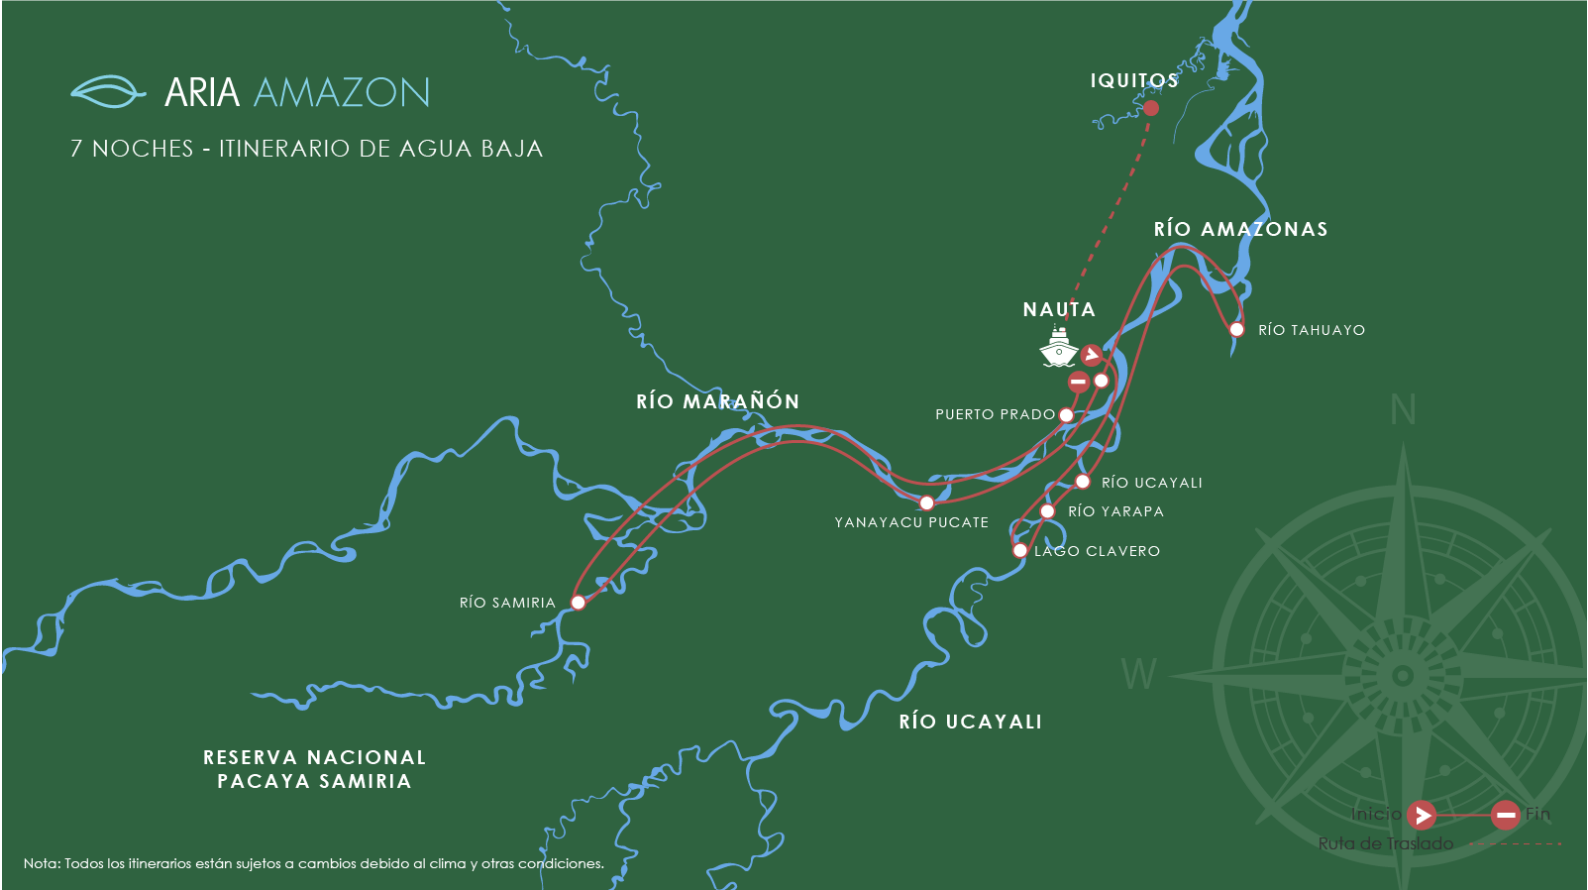 ARIA AMAZON
7 NOCHES - ITINERARIO DE AGUA BAJA
IQUITOS
RÍO AMAZONAS
NAUTA
RÍO TAHUAYO
RÍO MARAÑÓN
PUERTO PRADO
N
RÍO UCAYALI
RÍO YARAPA
YANAYACU PUCATE
LAGO CLAVERO
RÍO SAMIRIA
W
RÍO UCAYALI
RESERVA NACIONAL
PACAYA SAMIRIA
Inicio Fin
Ruta de Traslado
Nota: Todos los itinerarios están sujetos a cambios debido al clima y otras condiciones.